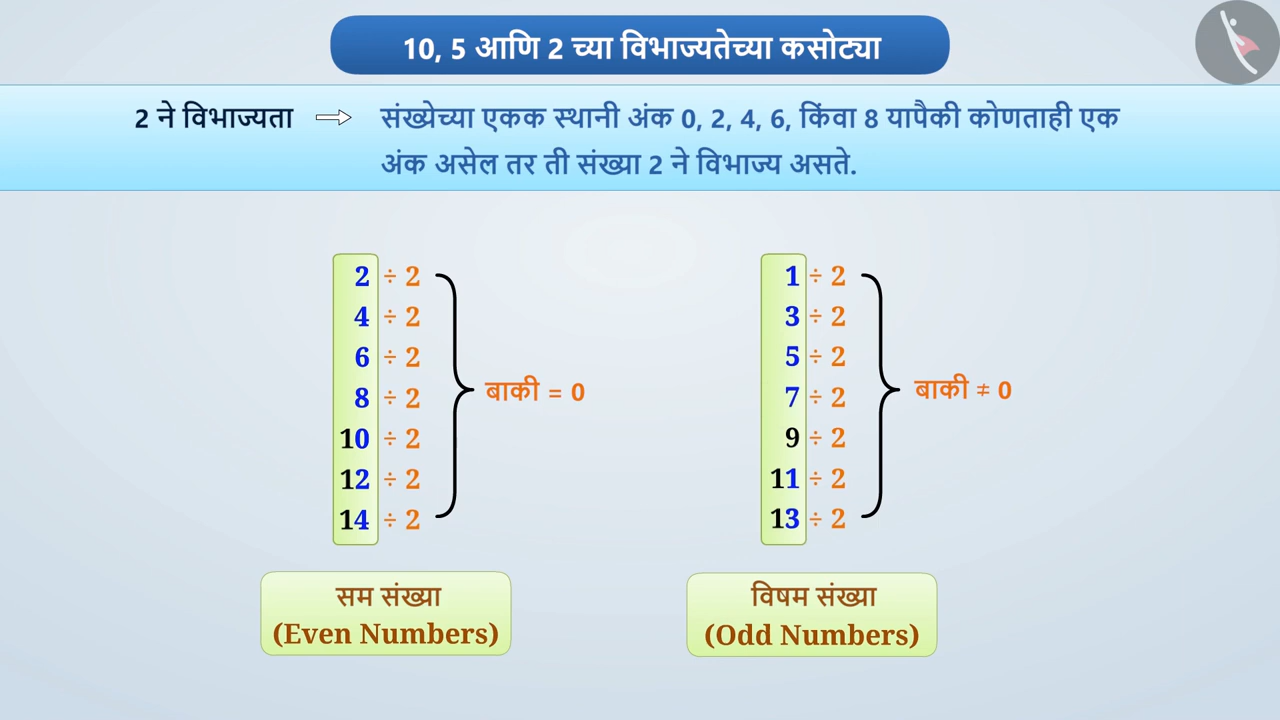 10, 5 आणि 2 च्या विभाज्यतेच्या कसोट्या
2 ने विभाज्यता ⇨ संख्येच्या एकक स्थानी अंक 0, 2, 4, 6, किंवा 8 यापैकी कोणताही एक
अंक असेल तर ती संख्या 2 ने विभाज्य असते.
2 ÷ 2
4 ÷ 2
6 ÷ 2
8 ÷ 2
10 ÷ 2
12 ÷ 2
14 ÷ 2
बाकी = 0
सम संख्या
(Even Numbers)
1 ÷ 2
3 ÷ 2
5 ÷ 2
7 ÷ 2
9 ÷ 2
11 ÷ 2
13 ÷ 2
बाकी ≠ 0
विषम संख्या
(Odd Numbers)